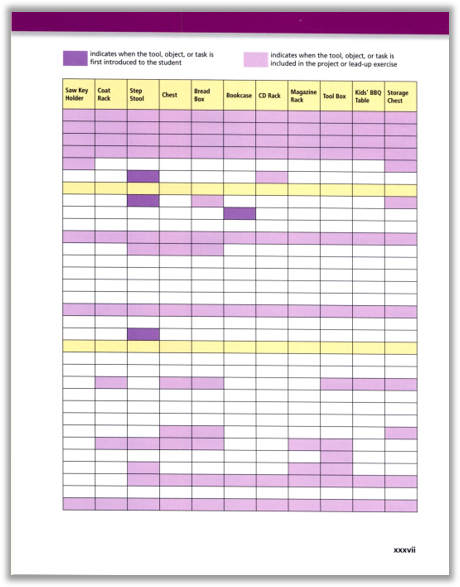 indicates when the tool, object, or task is
first introduced to the student
indicates when the tool, object, or task is
included in the project or lead-up exercise
Saw Key
Holder
Coat
Rack
Step
Stool
Chest
Bread
Box
Bookcase
CD Rack
Magazine
Rack
Tool Box
Kids' BBQ
Table
Storage
Chest
xxxvii